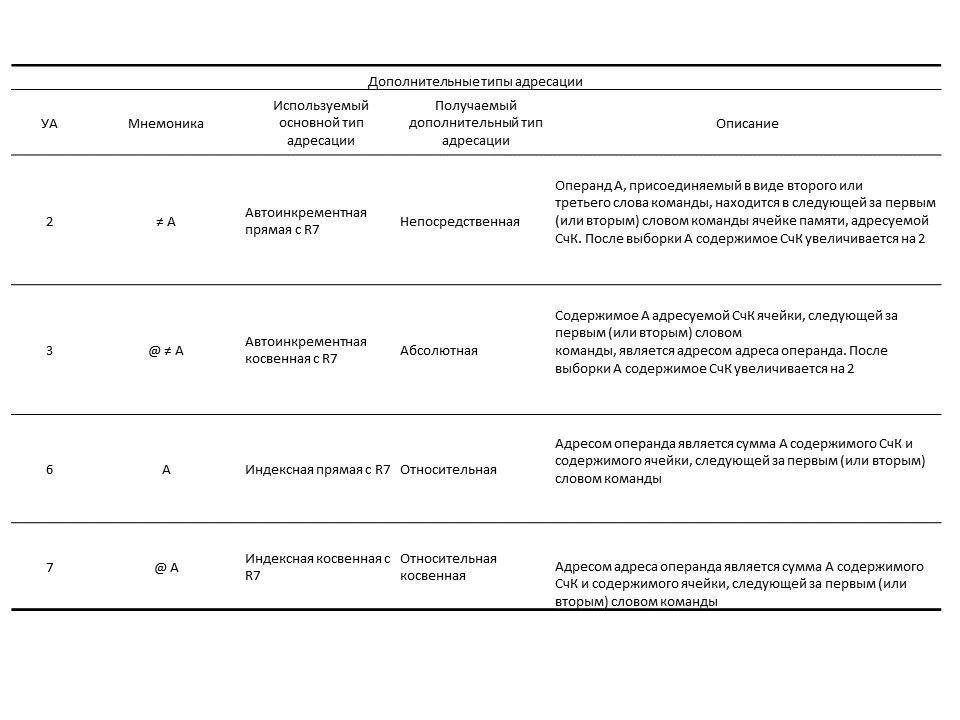 Дополнительные типы адресации
УА
Мнемоника
Используемый
основной тип
адресации
Получаемый
дополнительный тип
адресации
Описание
2
≠ А
Автоинкрементная
прямая с R7
Непосредственная
Операнд А, присоединяемый в виде второго или
третьего слова команды, находится в следующей за первым
(или вторым) словом команды ячейке памяти, адресуемой
СчК. После выборки А содержимое СчК увеличивается на 2
3
@ ≠ А
Автоинкрементная
косвенная с R7
Абсолютная
Содержимое А адресуемой СчК ячейки, следующей за
первым (или вторым) словом
команды, является адресом адреса операнда. После
выборки А содержимое СчК увеличивается на 2
6
А
Индексная прямая с R7
Относительная
Адресом операнда является сумма А содержимого СчК и
содержимого ячейки, следующей за первым (или вторым)
словом команды
7
@ А
Индексная косвенная с
R7
Относительная
косвенная
Адресом адреса операнда является сумма А содержимого
СчК и содержимого ячейки, следующей за первым (или
вторым) словом команды